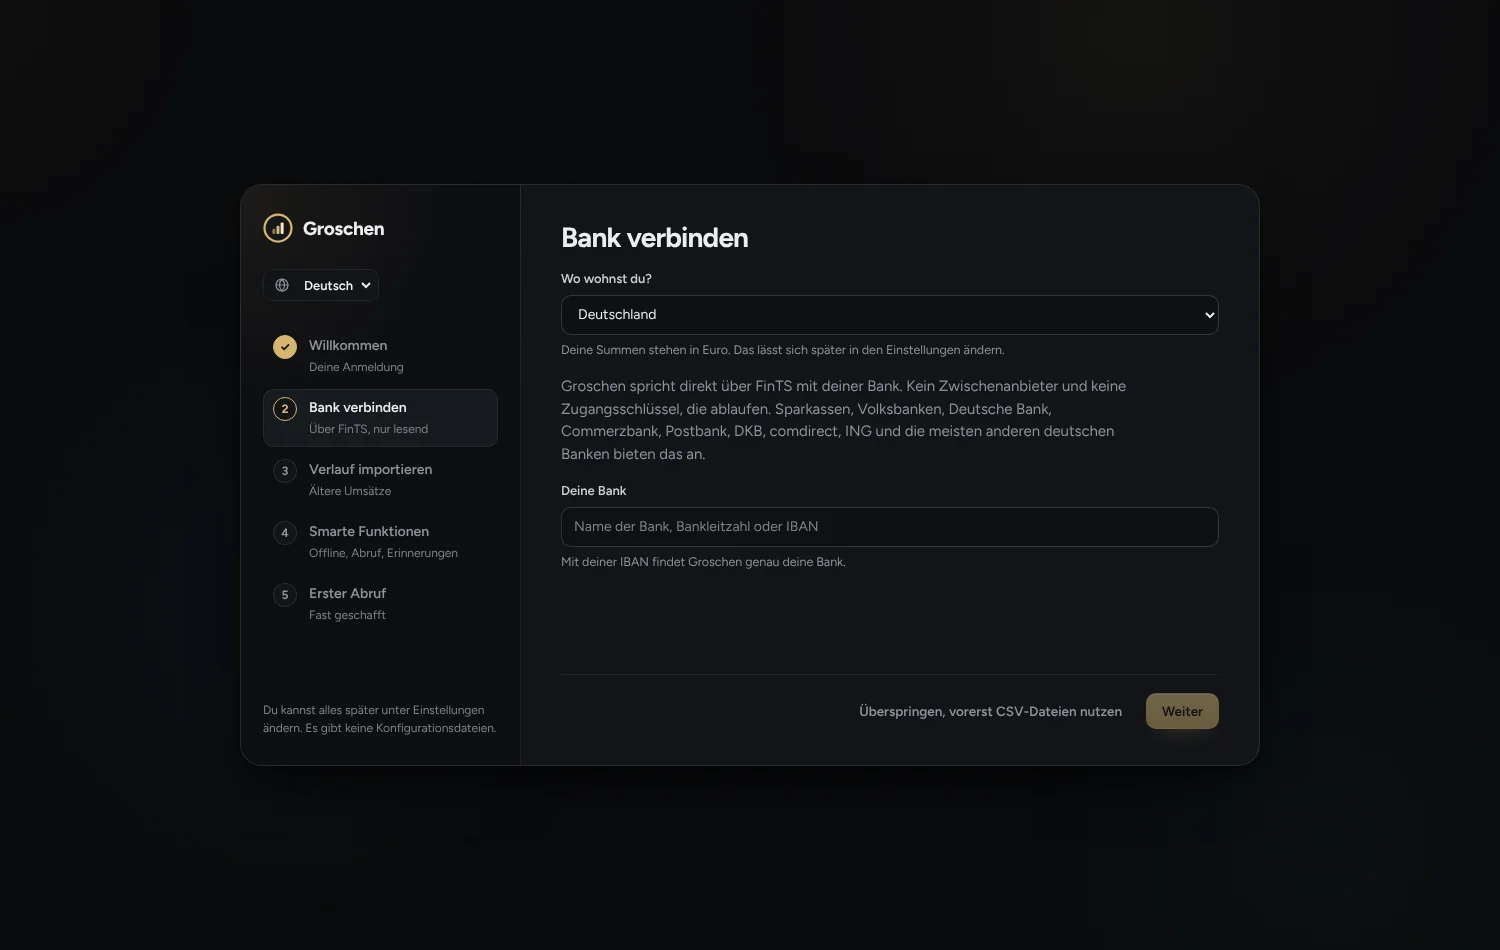 Groschen
Deutsch
Willkommen
Deine Anmeldung
2
Bank verbinden
Über FinTS, nur lesend
3
Verlauf importieren
Ältere Umsätze
4
Smarte Funktionen
Offline, Abruf, Erinnerungen
5
Erster Abruf
Fast geschafft
Du kannst alles später unter Einstellungen
ändern. Es gibt keine Konfigurationsdateien.
Bank verbinden
Wo wohnst du?
Deutschland
Deine Summen stehen in Euro. Das lässt sich später in den Einstellungen ändern.
Groschen spricht direkt über FinTS mit deiner Bank. Kein Zwischenanbieter und keine
Zugangsschlüssel, die ablaufen. Sparkassen, Volksbanken, Deutsche Bank,
Commerzbank, Postbank, DKB, comdirect, ING und die meisten anderen deutschen
Banken bieten das an.
Deine Bank
Name der Bank, Bankleitzahl oder IBAN
Mit deiner IBAN findet Groschen genau deine Bank.
Überspringen, vorerst CSV-Dateien nutzen
Weiter